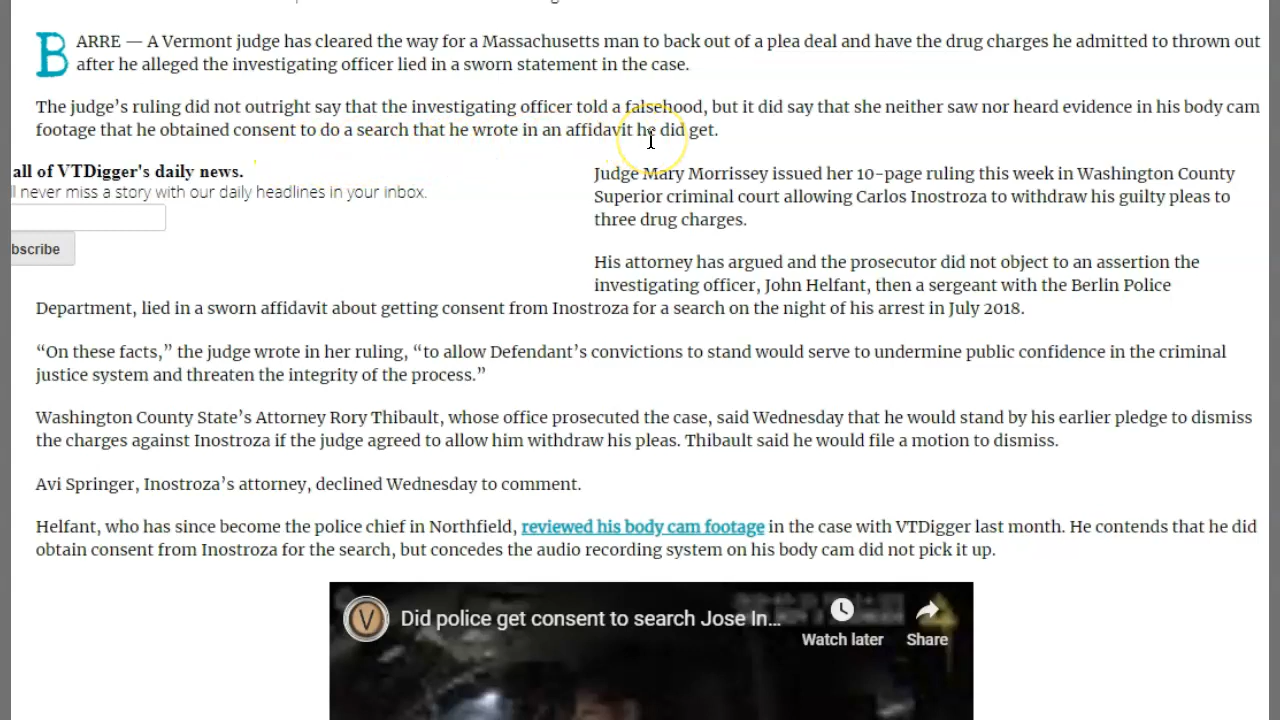 BARRE — A Vermont judge has cleared the way for a Massachusetts man to back out of a plea deal and have the drug charges he admitted to thrown out
after he alleged the investigating officer lied in a sworn statement in the case.
The judge’s ruling did not outright say that the investigating officer told a falsehood, but it did say that she neither saw nor heard evidence in his body cam
footage that he obtained consent to do a search that he wrote in an affidavit he did get.
all of VTDigger's daily news.
ll never miss a story with our daily headlines in your inbox.
bscribe
Judge Mary Morrissey issued her 10-page ruling this week in Washington County
Superior criminal court allowing Carlos Inostroza to withdraw his guilty pleas to
three drug charges.
His attorney has argued and the prosecutor did not object to an assertion the
investigating officer, John Helfant, then a sergeant with the Berlin Police
Department, lied in a sworn affidavit about getting consent from Inostroza for a search on the night of his arrest in July 2018.
“On these facts,” the judge wrote in her ruling, “to allow Defendant’s convictions to stand would serve to undermine public confidence in the criminal
justice system and threaten the integrity of the process.”
Washington County State’s Attorney Rory Thibault, whose office prosecuted the case, said Wednesday that he would stand by his earlier pledge to dismiss
the charges against Inostroza if the judge agreed to allow him withdraw his pleas. Thibault said he would file a motion to dismiss.
Avi Springer, Inostroza’s attorney, declined Wednesday to comment.
Helfant, who has since become the police chief in Northfield, reviewed his body cam footage in the case with VTDigger last month. He contends that he did
obtain consent from Inostroza for the search, but concedes the audio recording system on his body cam did not pick it up.
V Did police get consent to search Jose In...
Watch later Share